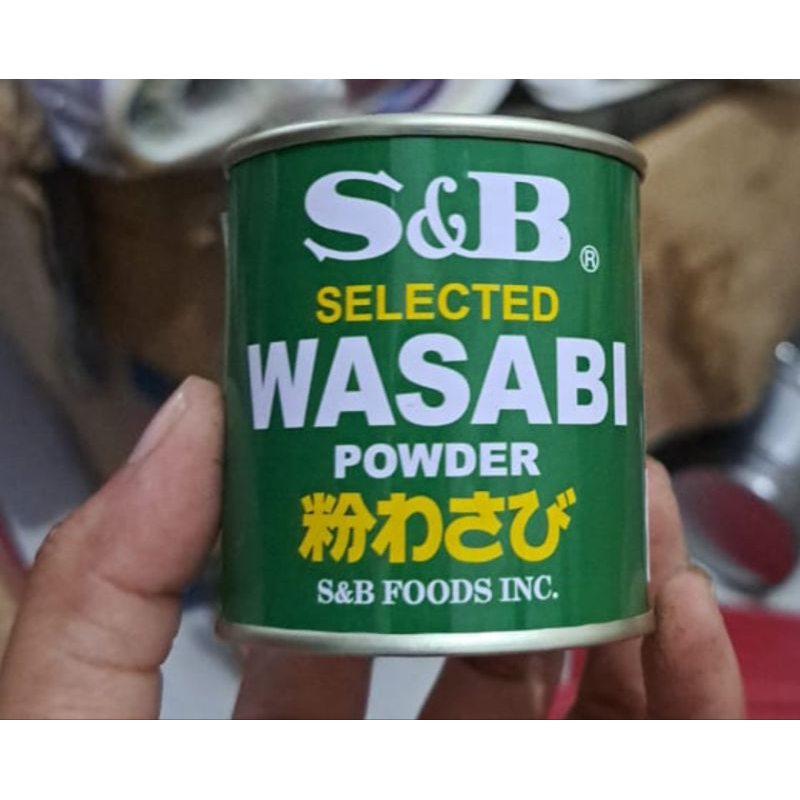 S&B®
SELECTED
WASABI
POWDER
粉わさび
S&B FOODS INC.